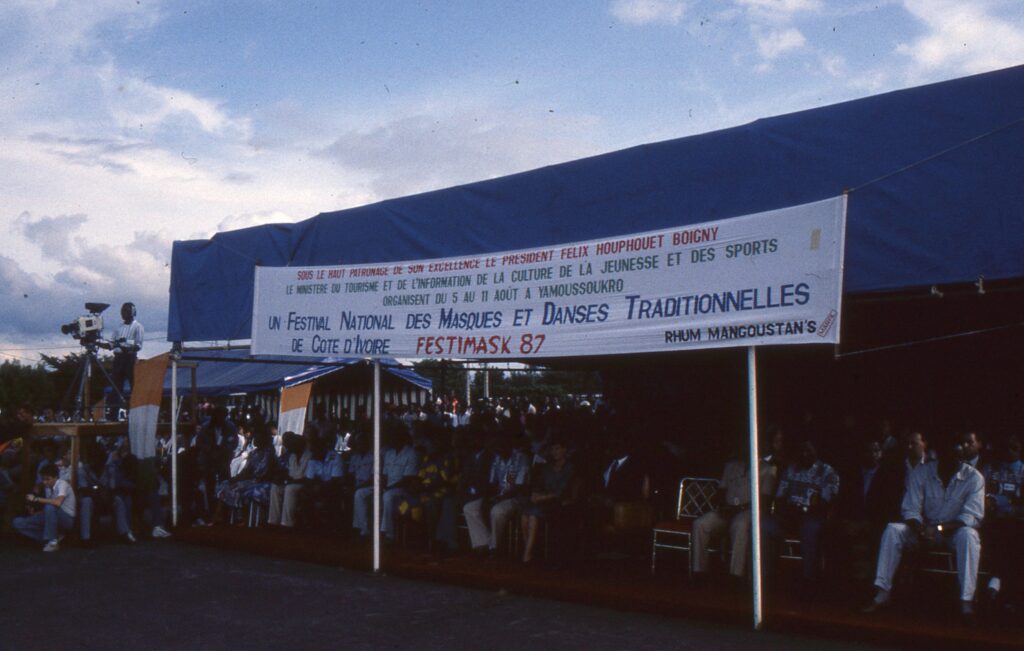 SOUS LE HAUT PATRONAGE DE SON EXCELLENCE LE PRÉSIDENT FELIX HOUPHOUET BOIGNY
LE MINISTERE DU TOURISME ET DE L'INFORMATION DE LA CULTURE DE LA JEUNESSE ET DES SPORTS
ORGANISENT DU 5 AU 11 AOÛT A YAMOUSSOUKRO
UN FESTIVAL NATIONAL DES MASQUES ET DANSES TRADITIONNELLES
DE COTE D'IVOIRE FESTIMASK 87 RHUM MANGOUSTAN'S